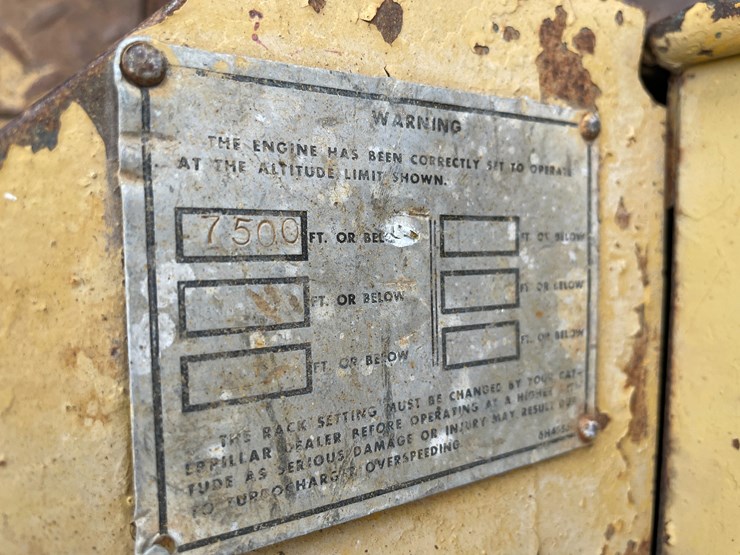 WARNING
THE ENGINE HAS BEEN CORRECTLY SET TO OPERATE
AT THE ALTITUDE LIMIT SHOWN.
7500 FT. OR BELOW FT. OR BELOW
FT. OR BELOW FT. OR BELOW
FT. OR BELOW FT. OR BELOW
THE RACK SETTING MUST BE CHANGED BY YOUR CAT-
ERPILLAR DEALER BEFORE OPERATING AT A HIGHER ALTI-
TUDE AS SERIOUS DAMAGE OR INJURY MAY RESULT DUE
TO TURBOCHARGER OVERSPEEDING